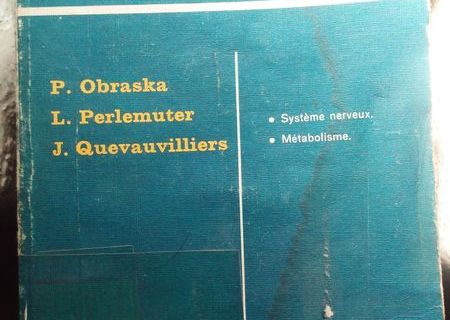 P. Obraska
L. Perlemuter
J. Quevauvilliers
• Système nerveux.
• Métabolisme.